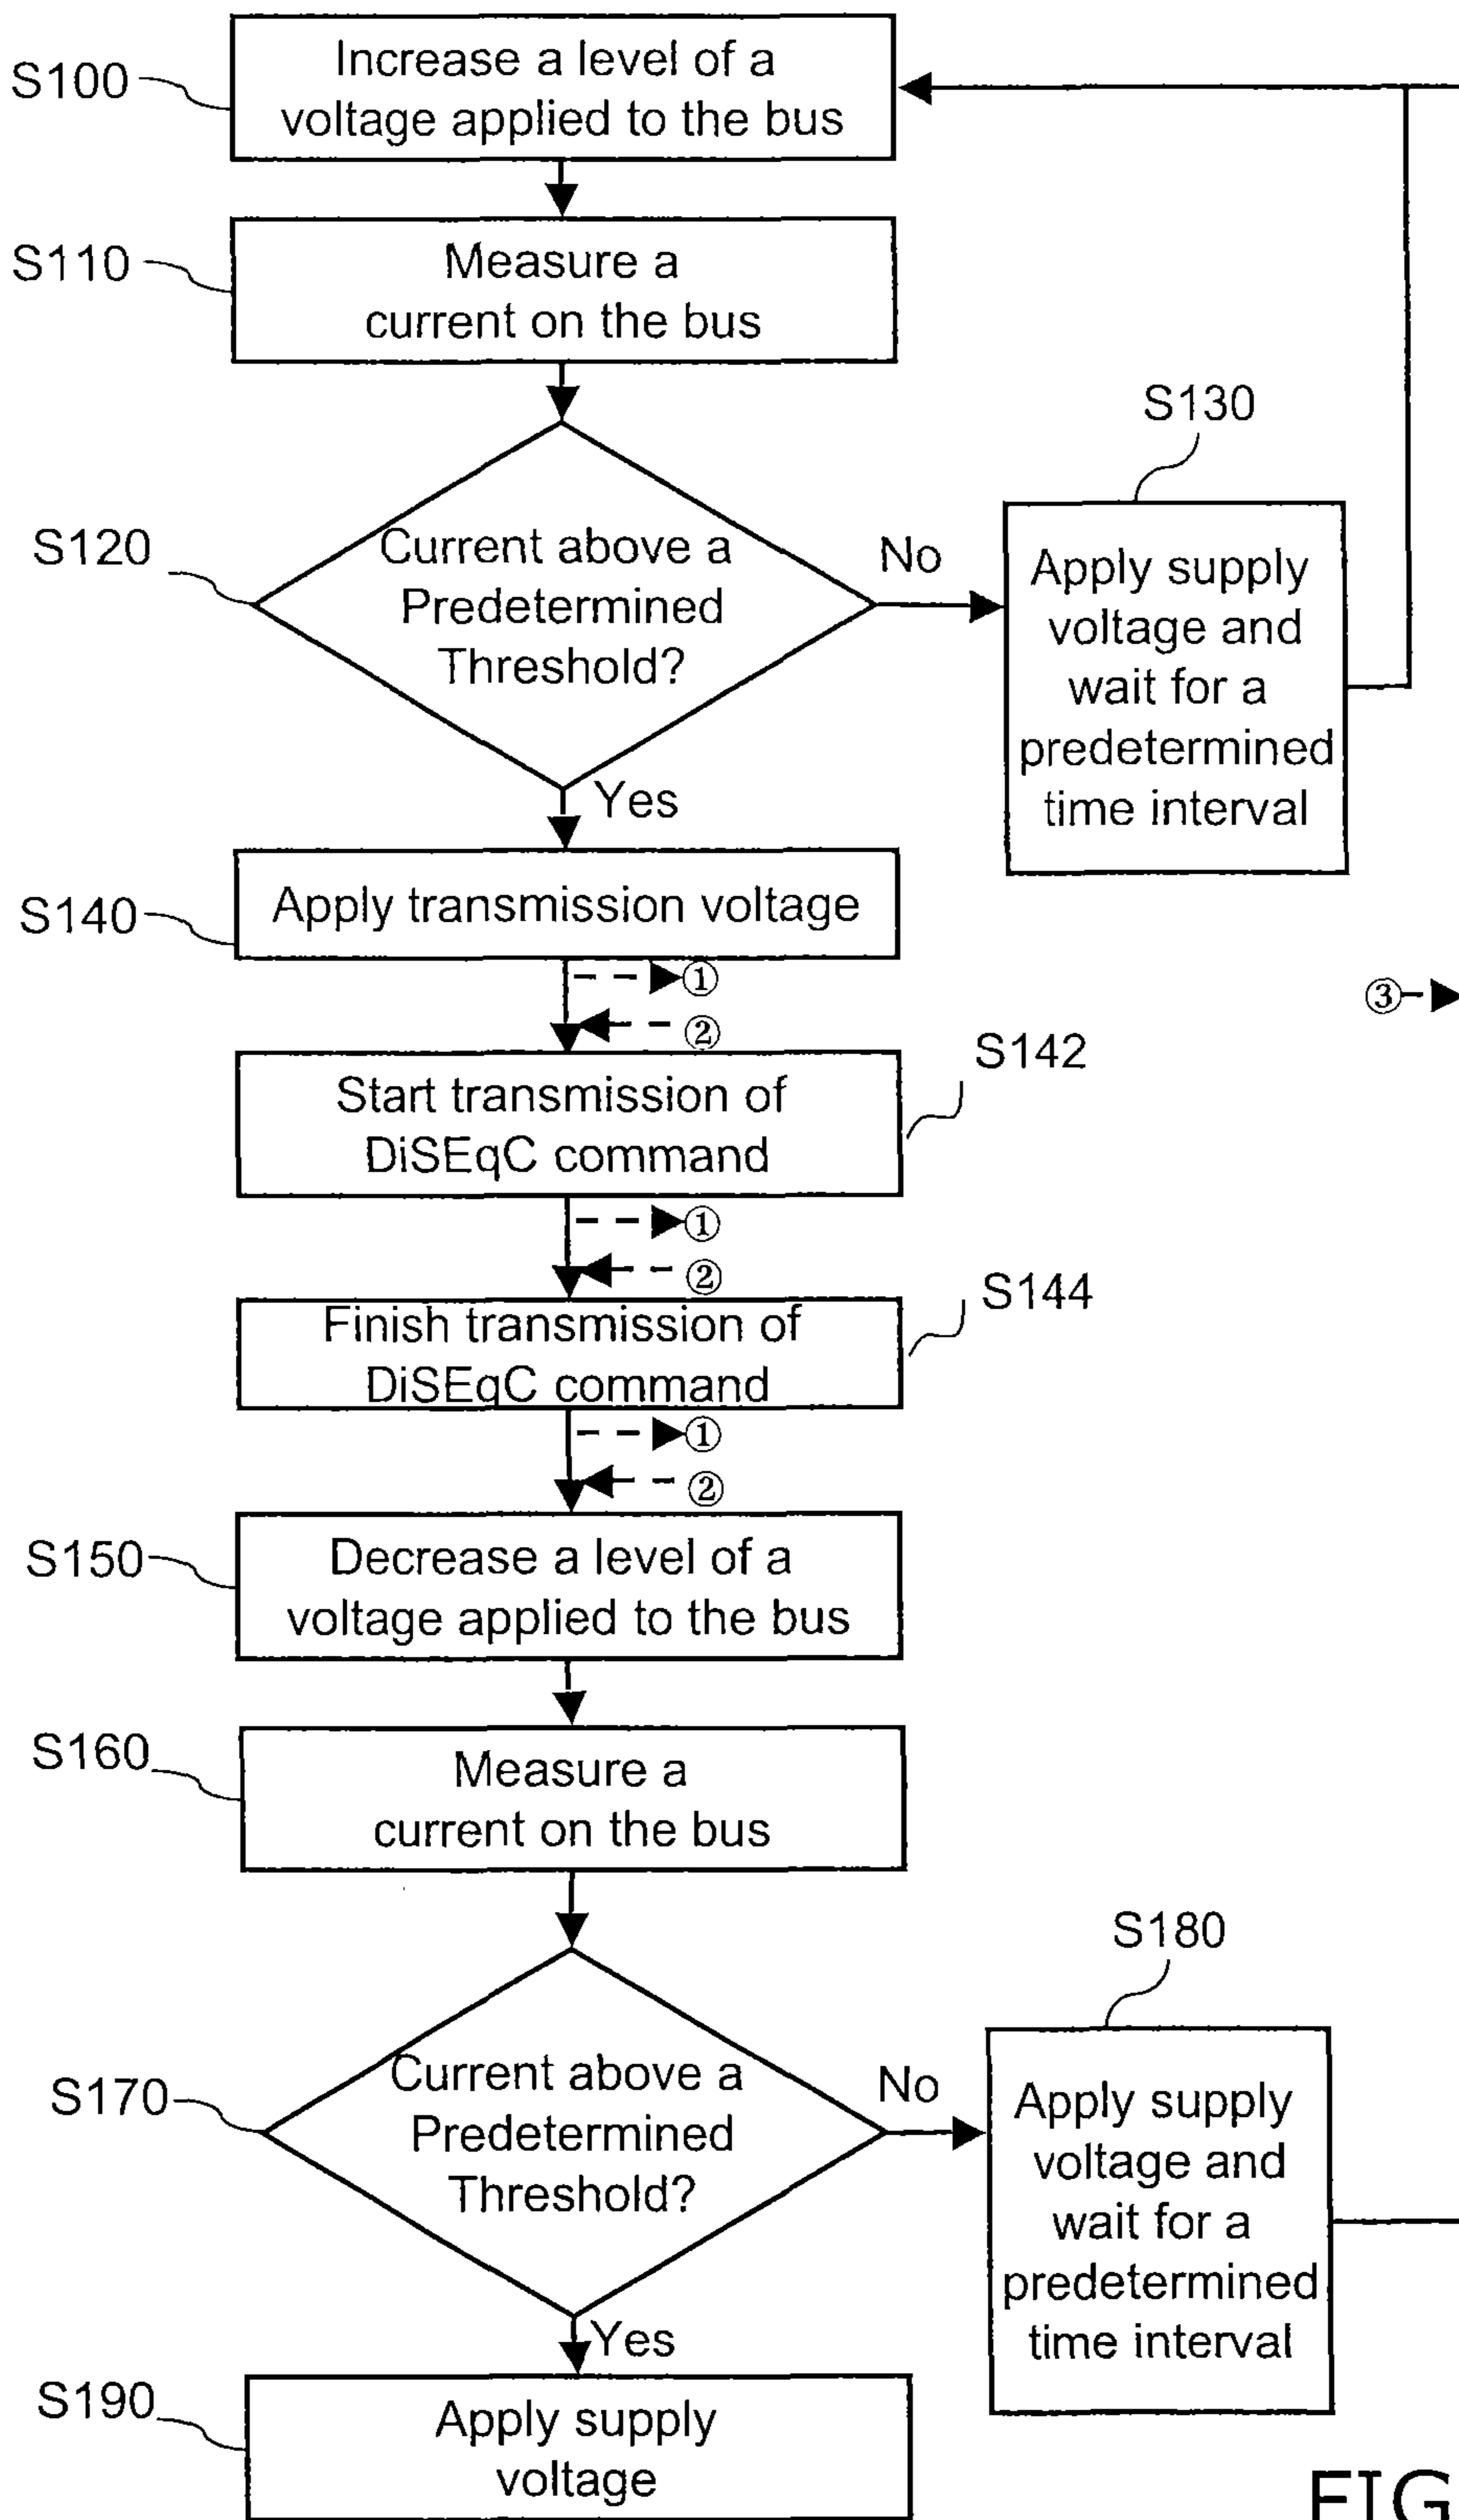 S100
Increase a level of a
voltage applied to the bus
S110
Measure a
current on the bus
S120
Current above a
Predetermined
Threshold?
No
S130
Apply supply
voltage and
wait for a
predetermined
time interval
Yes
S140
Apply transmission voltage
①
②
③
S142
Start transmission of
DiSEqC command
①
②
S144
Finish transmission of
DiSEqC command
①
②
S150
Decrease a level of a
voltage applied to the bus
S160
Measure a
current on the bus
S170
Current above a
Predetermined
Threshold?
No
S180
Apply supply
voltage and
wait for a
predetermined
time interval
Yes
S190
Apply supply
voltage
FIG